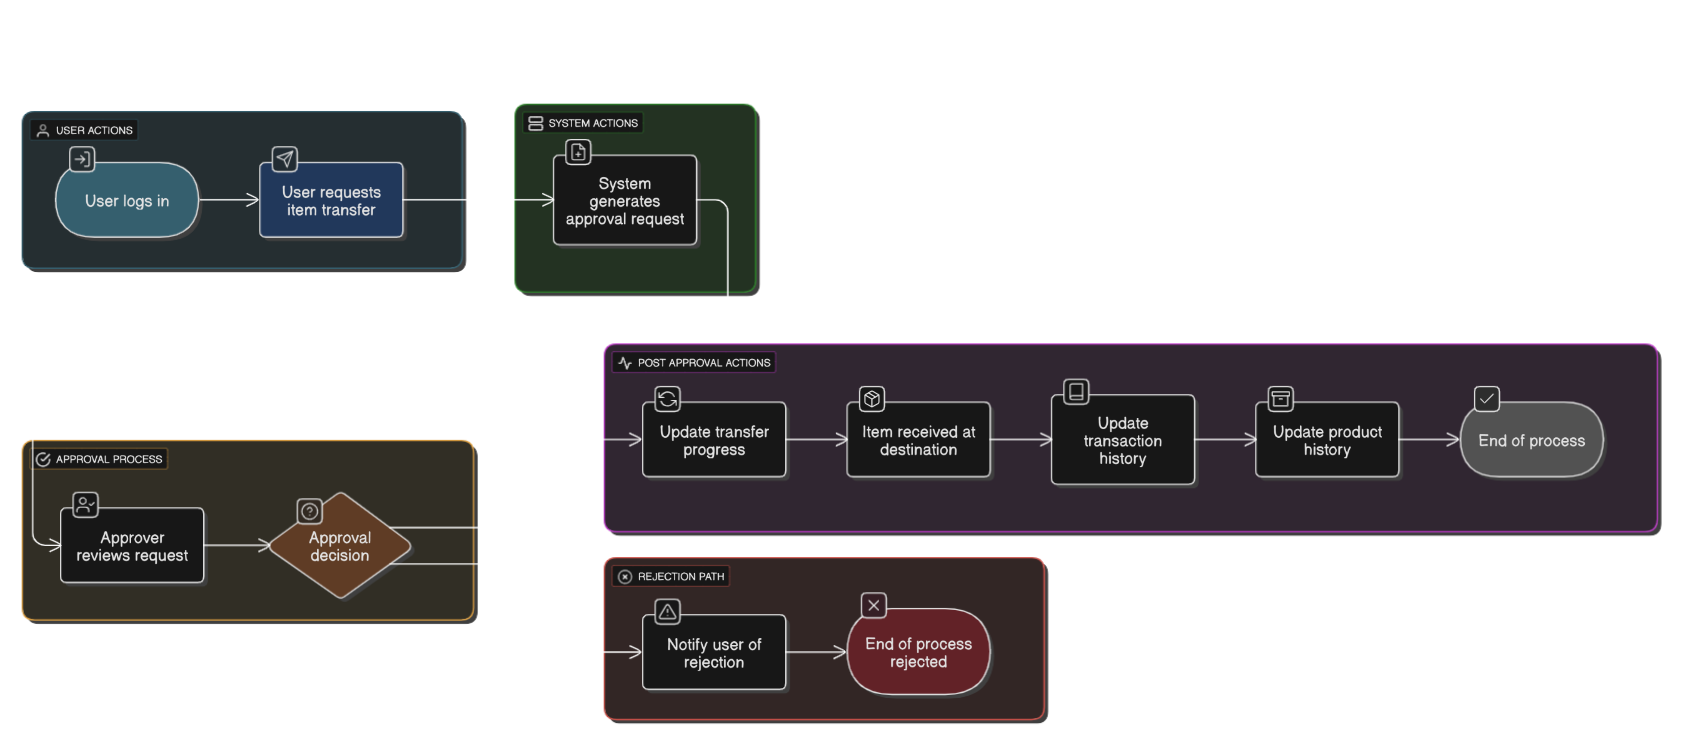 USER ACTIONS
User logs in
User requests
item transfer
SYSTEM ACTIONS
System
generates
approval request
POST APPROVAL ACTIONS
Update transfer
progress
Item received at
destination
Update
transaction
history
Update product
history
End of process
APPROVAL PROCESS
Approver
reviews request
Approval
decision
REJECTION PATH
Notify user of
rejection
End of process
rejected